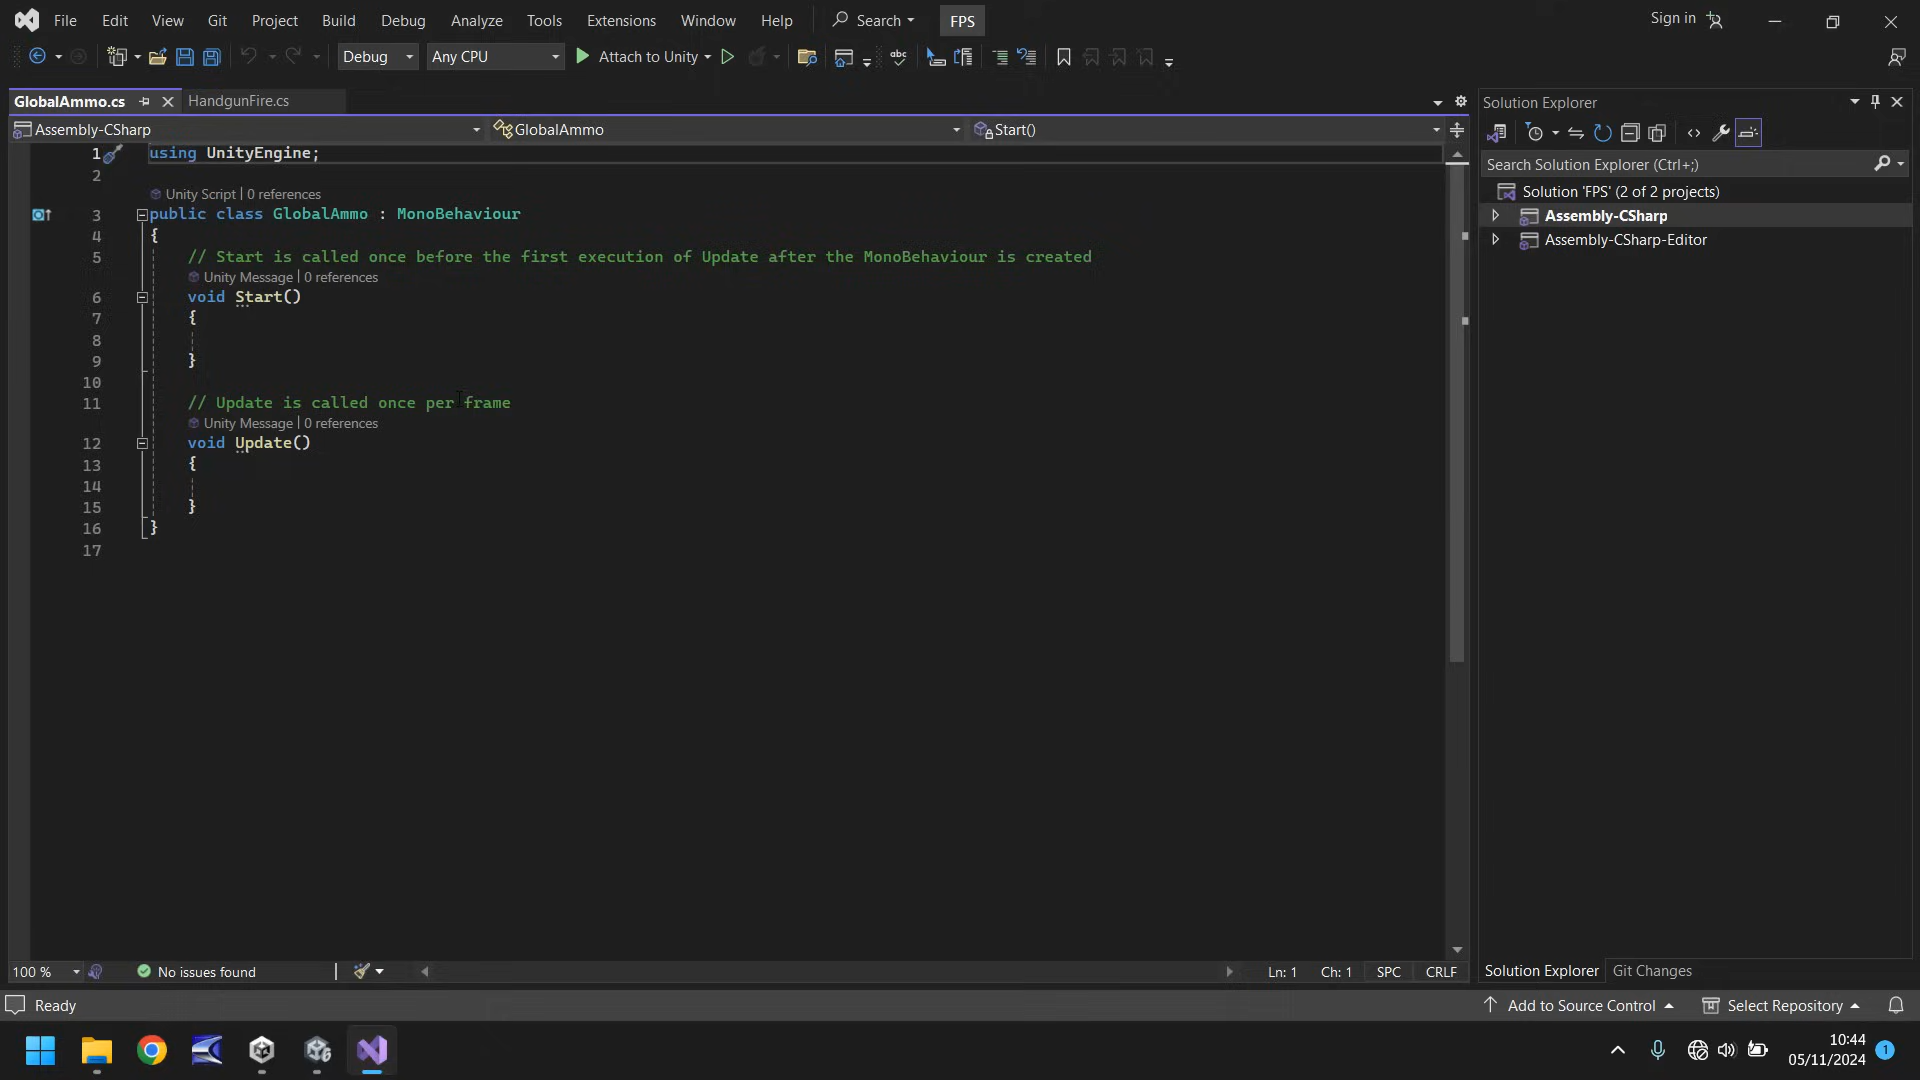 File Edit View Git Project Build Debug Analyze Tools Extensions Window Help Search FPS Sign in
Debug Any CPU Attach to Unity
GlobalAmmo.cs HandgunFire.cs
Assembly-CSharp GlobalAmmo Start()
1 using UnityEngine;
2
Unity Script | 0 references
3 public class GlobalAmmo : MonoBehaviour
4 {
5 // Start is called once before the first execution of Update after the MonoBehaviour is created
Unity Message | 0 references
6 void Start()
7 {
8
9 }
10
11 // Update is called once per frame
Unity Message | 0 references
12 void Update()
13 {
14
15 }
16 }
17
100 % No issues found Ln: 1 Ch: 1 SPC CRLF
Solution Explorer
Search Solution Explorer (Ctrl+;)
Solution 'FPS' (2 of 2 projects)
Assembly-CSharp
Assembly-CSharp-Editor
Solution Explorer Git Changes
Ready Add to Source Control Select Repository
10:44
05/11/2024 1